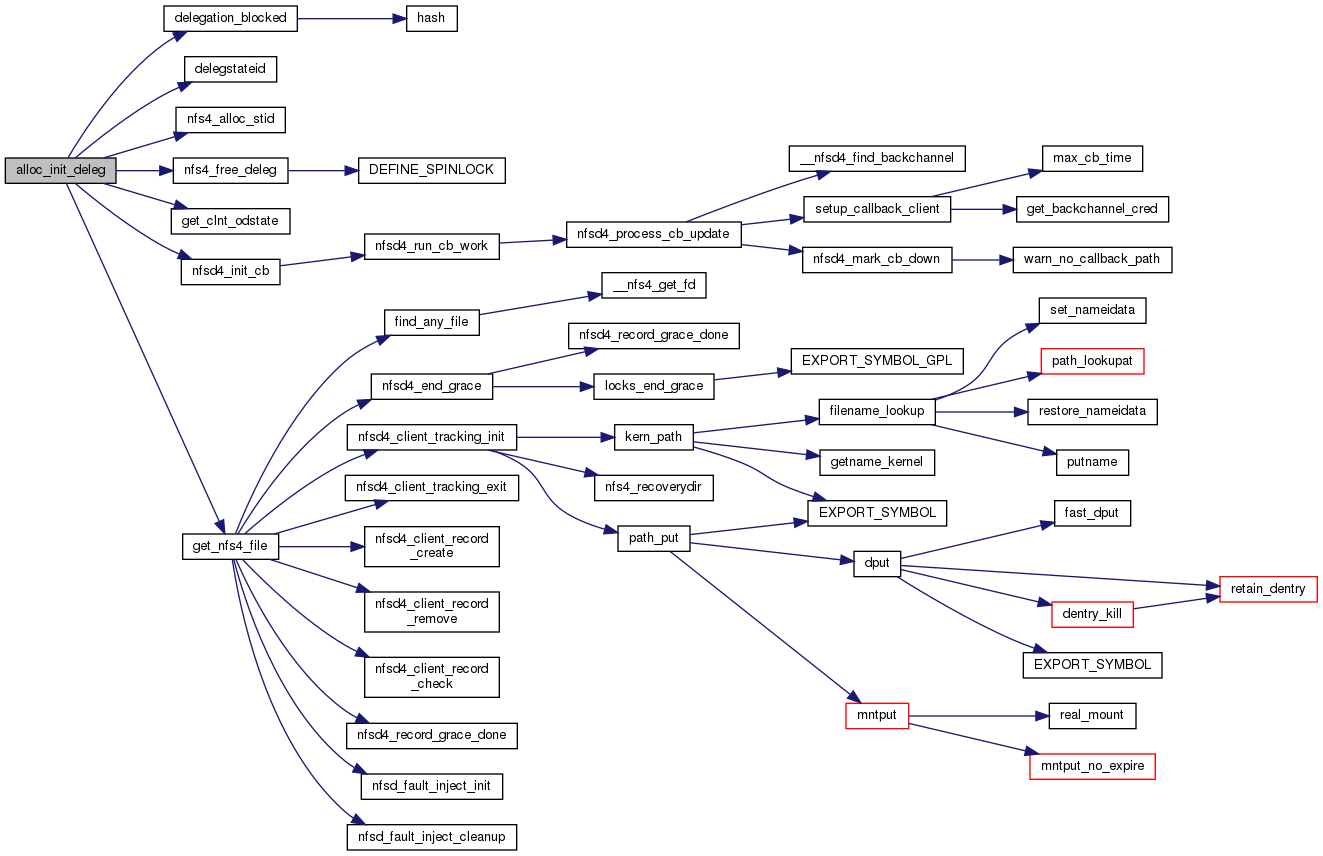 delegation_blocked
hash
delegstateid
nfs4_alloc_stid
alloc_init_deleg
nfs4_free_deleg
DEFINE_SPINLOCK
get_clnt_odstate
nfsd4_init_cb
nfsd4_run_cb_work
nfsd4_process_cb_update
__nfsd4_find_backchannel
setup_callback_client
nfsd4_mark_cb_down
max_cb_time
get_backchannel_cred
warn_no_callback_path
get_nfs4_file
find_any_file
__nfs4_get_fd
nfsd4_end_grace
nfsd4_record_grace_done
locks_end_grace
EXPORT_SYMBOL_GPL
nfsd4_client_tracking_init
kern_path
nfs4_recoverydir
path_put
filename_lookup
getname_kernel
EXPORT_SYMBOL
set_nameidata
path_lookupat
restore_nameidata
putname
dput
fast_dput
retain_dentry
dentry_kill
EXPORT_SYMBOL
mntput
real_mount
mntput_no_expire
nfsd4_client_tracking_exit
nfsd4_client_record
_create
nfsd4_client_record
_remove
nfsd4_client_record
_check
nfsd4_record_grace_done
nfsd_fault_inject_init
nfsd_fault_inject_cleanup